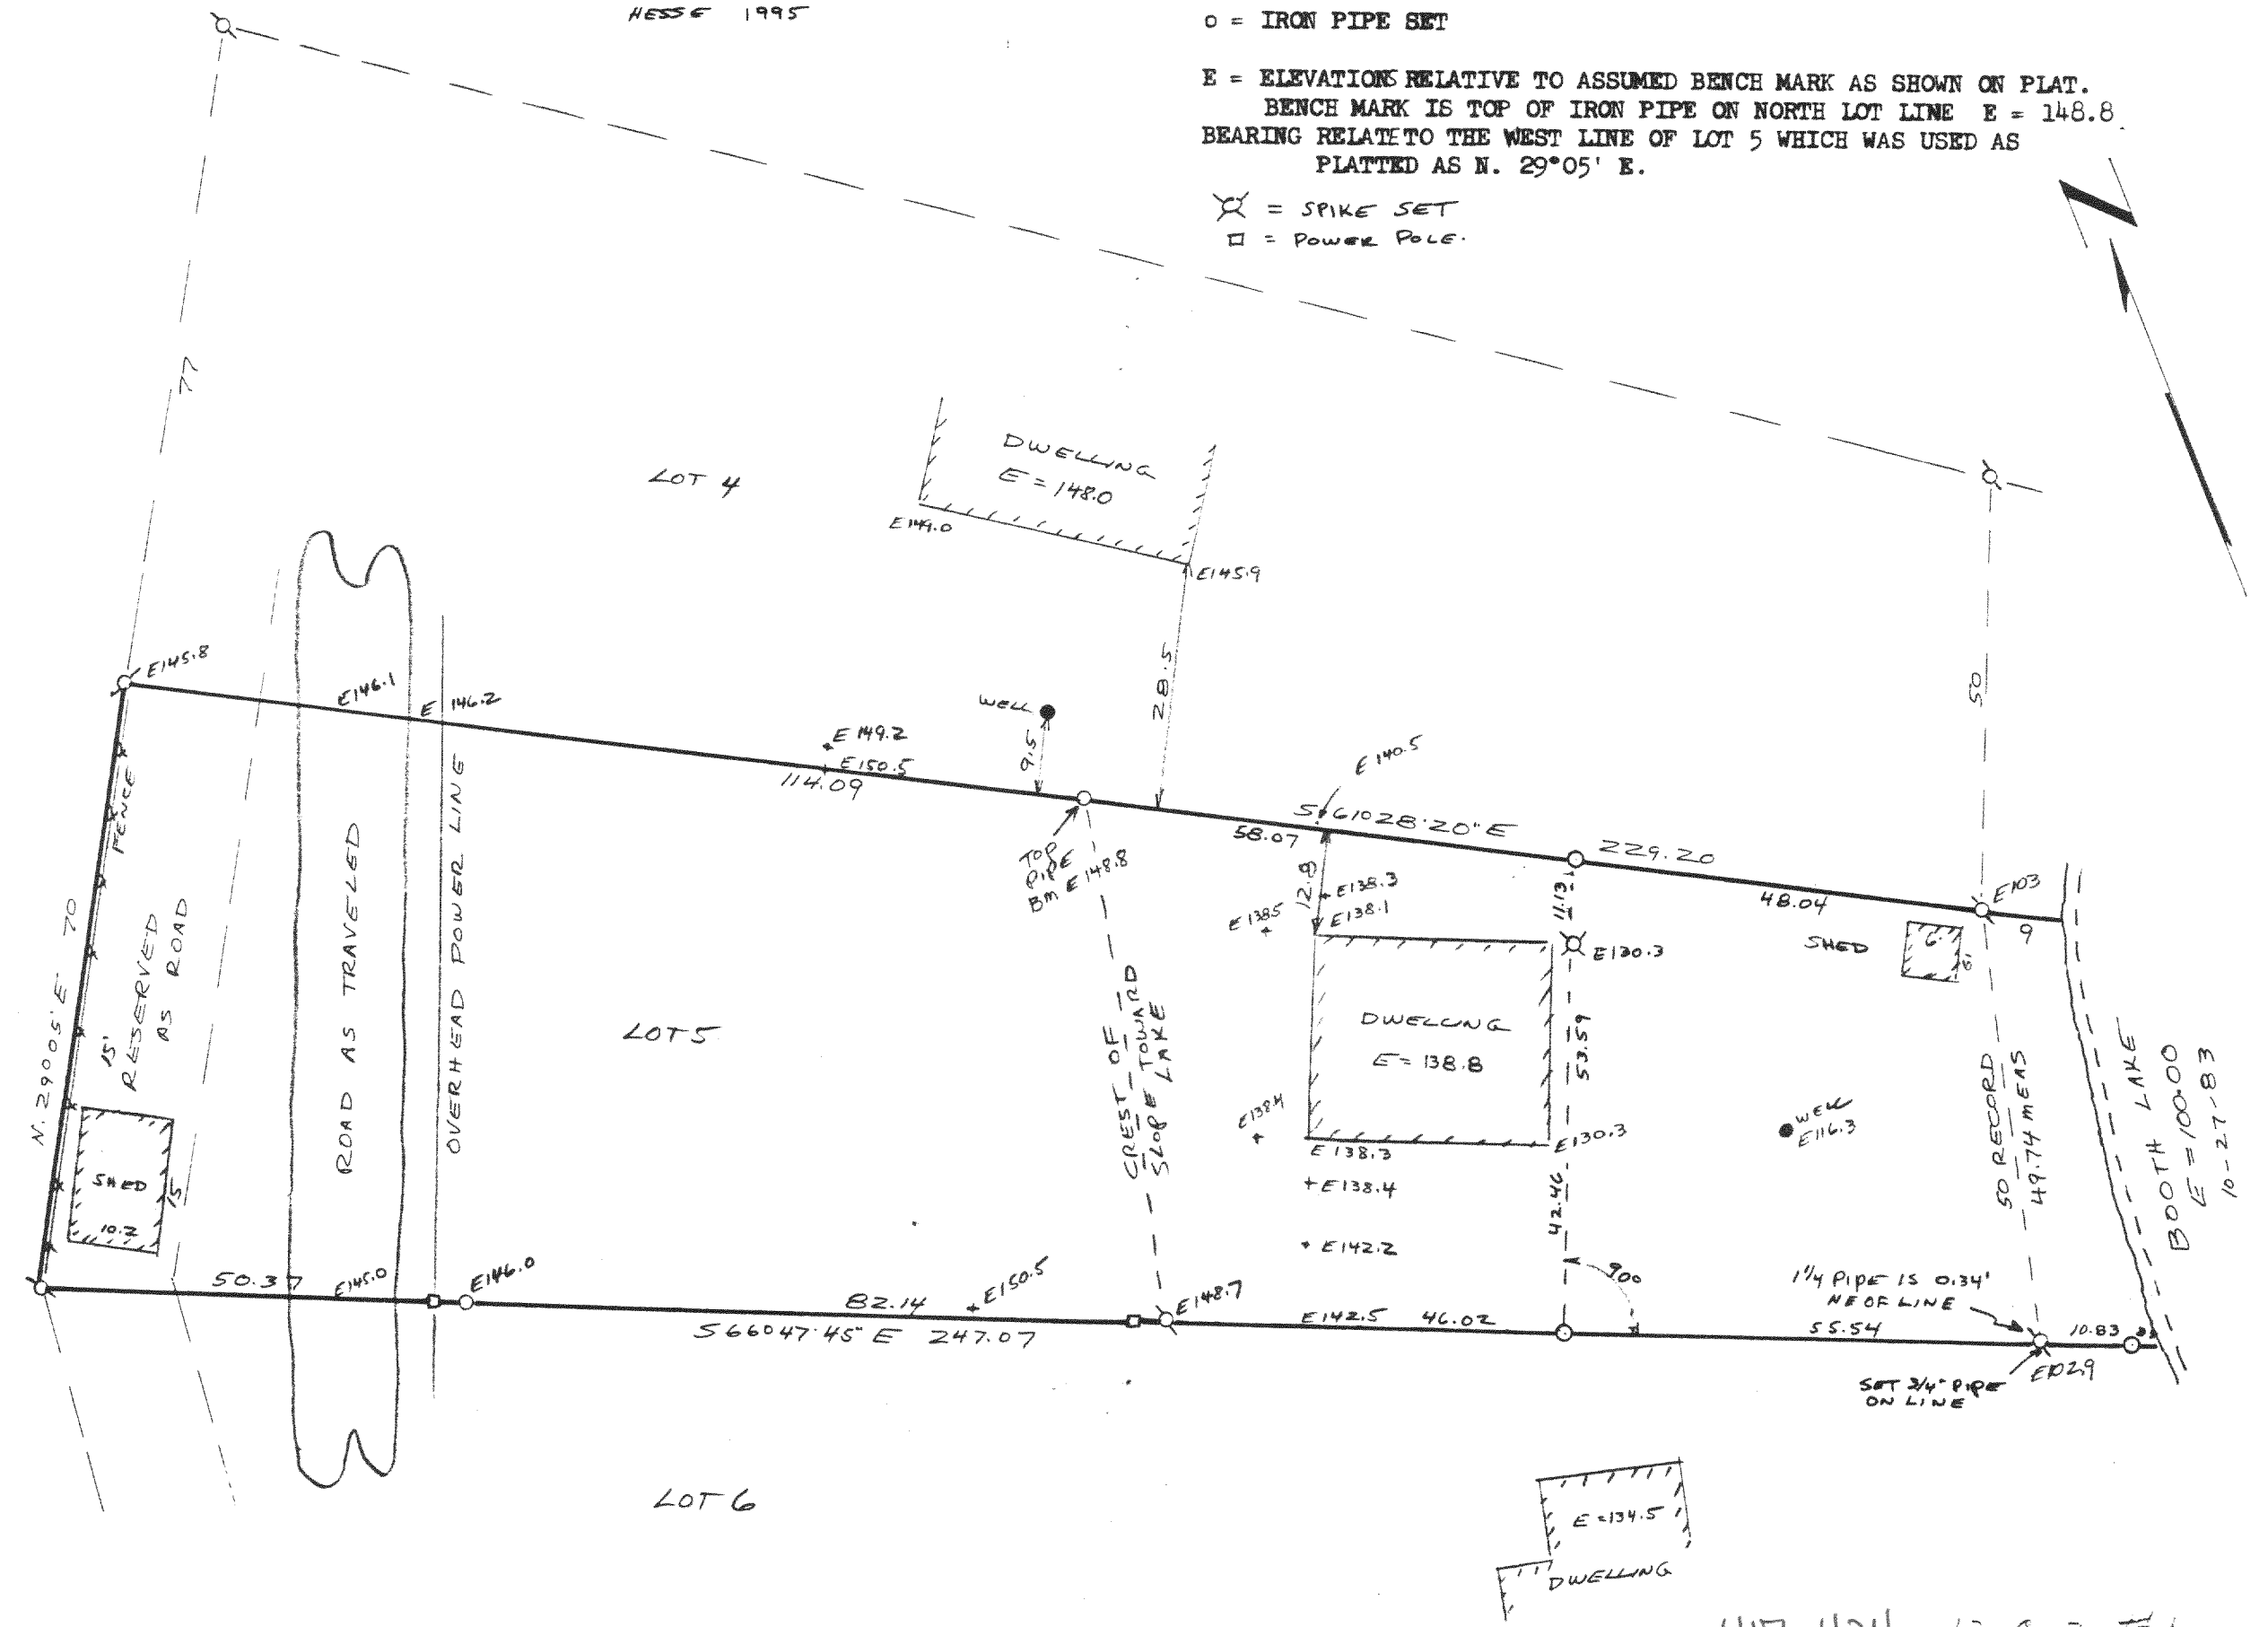 HESSE 1995
o = IRON PIPE SET
E = ELEVATIONS RELATIVE TO ASSUMED BENCH MARK AS SHOWN ON PLAT.
BENCH MARK IS TOP OF IRON PIPE ON NORTH LOT LINE E = 148.8
BEARING RELATE TO THE WEST LINE OF LOT 5 WHICH WAS USED AS
PLATTED AS N. 29°05' E.
= SPIKE SET
= POWER POLE.
77
DWELLING
E = 148.0
LOT 4
E149.0
E145.9
28.5
50
E145.8
E146.1
E 146.2
WELL
9.5
E 149.2
E150.5
114.09
E 140.5
S 61°28'20" E
58.07
229.20
48.04
E103
9
TOP
PIPE
BM E 148.8
12.8
E138.3
E138.1
E138.5
11.13
E130.3
SHED
6
6
FENCE
N. 29°05' E 70
15'
RESERVED
AS ROAD
ROAD AS TRAVELED
OVERHEAD POWER LINE
LOT 5
CREST OF
SLOPE TOWARD
LAKE
DWELLING
E = 138.8
53.59
E138.4
E130.3
E 138.3
+E138.4
E142.2
42.46
90°
WELL
E116.3
50 RECORD
49.74 MEAS
BOOTH LAKE
E = 100.00
10-27-83
SHED
15
10.2
50.37
E145.0
E146.0
82.14
E150.5
E148.7
S66°47'45" E 247.07
E142.5
46.02
55.54
1 1/4 PIPE IS 0.34'
NE OF LINE
10.83
E102.9
SET 3/4" PIPE
ON LINE
LOT 6
E = 134.5
DWELLING